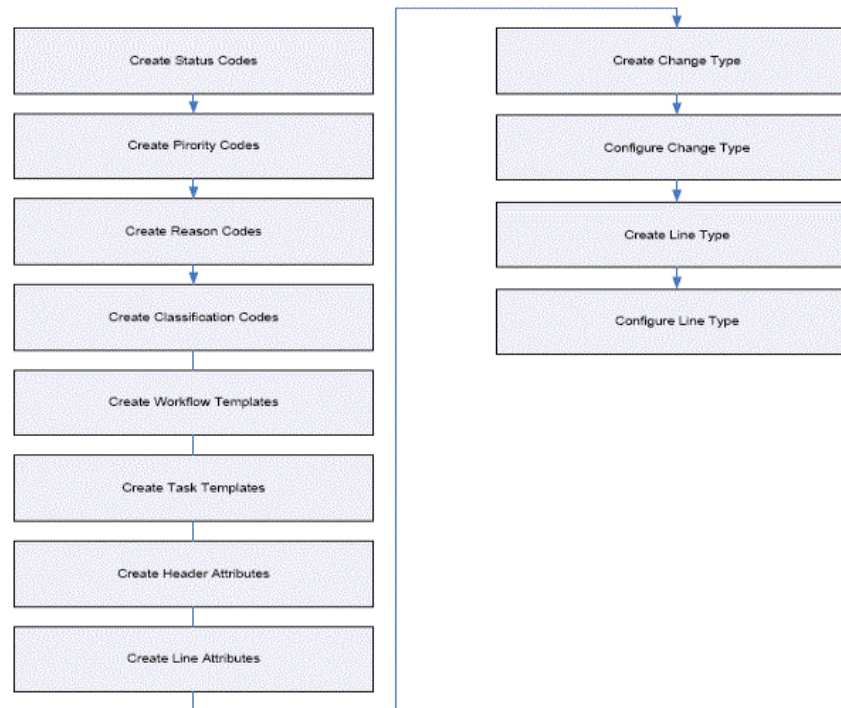 Create Status Codes
Create Pirority Codes
Create Reason Codes
Create Classification Codes
Create Workflow Templates
Create Task Templates
Create Header Attributes
Create Line Attributes
Create Change Type
Configure Change Type
Create Line Type
Configure Line Type